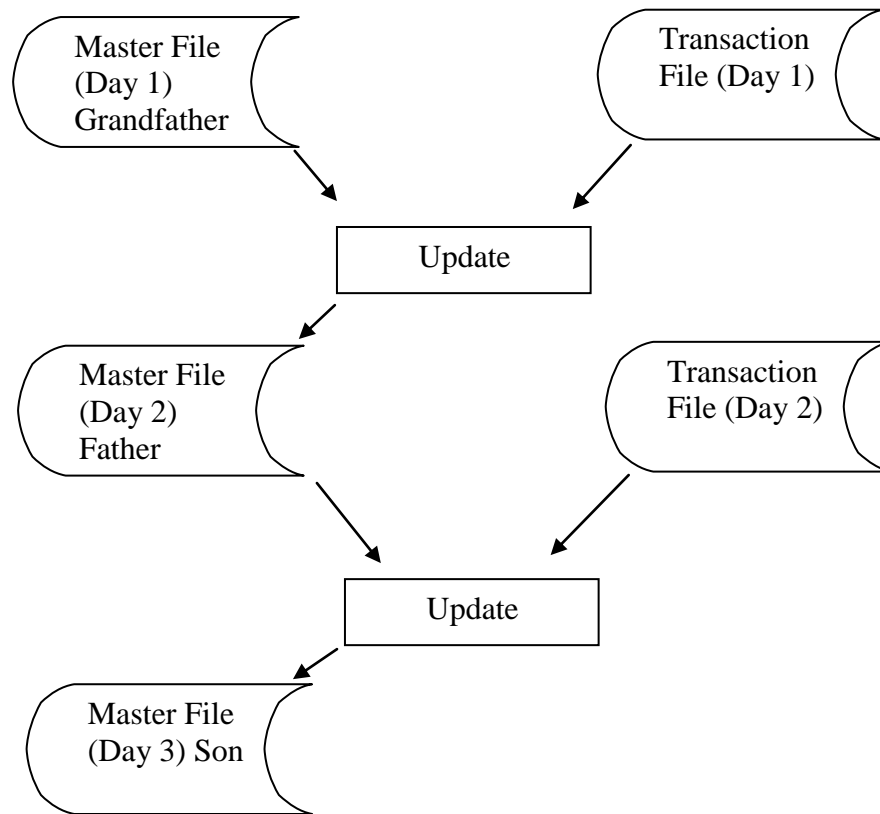 Master File
(Day 1)
Grandfather
Transaction
File (Day 1)
Update
Master File
(Day 2)
Father
Transaction
File (Day 2)
Update
Master File
(Day 3) Son